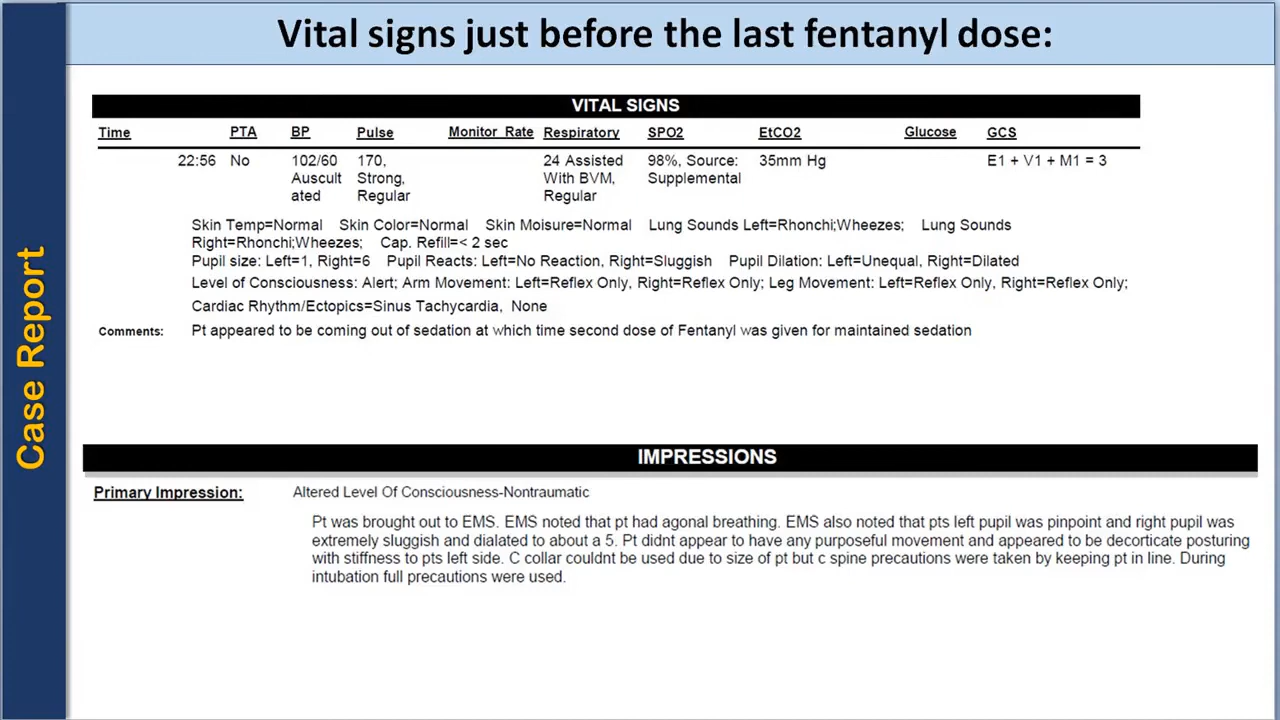 Vital signs just before the last fentanyl dose:
Case Report
VITAL SIGNS
Time PTA BP Pulse Monitor Rate Respiratory SPO2 EtCO2 Glucose GCS
22:56 No 102/60 170, 24 Assisted 98%, Source: 35mm Hg E1 + V1 + M1 = 3
Auscult Strong, With BVM, Supplemental
ated Regular Regular
Skin Temp=Normal Skin Color=Normal Skin Moisure=Normal Lung Sounds Left=Rhonchi;Wheezes; Lung Sounds
Right=Rhonchi;Wheezes; Cap. Refill=< 2 sec
Pupil size: Left=1, Right=6 Pupil Reacts: Left=No Reaction, Right=Sluggish Pupil Dilation: Left=Unequal, Right=Dilated
Level of Consciousness: Alert; Arm Movement: Left=Reflex Only, Right=Reflex Only; Leg Movement: Left=Reflex Only, Right=Reflex Only;
Cardiac Rhythm/Ectopics=Sinus Tachycardia, None
Comments: Pt appeared to be coming out of sedation at which time second dose of Fentanyl was given for maintained sedation
IMPRESSIONS
Primary Impression: Altered Level Of Consciousness-Nontraumatic
Pt was brought out to EMS. EMS noted that pt had agonal breathing. EMS also noted that pts left pupil was pinpoint and right pupil was
extremely sluggish and dialated to about a 5. Pt didnt appear to have any purposeful movement and appeared to be decorticate posturing
with stiffness to pts left side. C collar couldnt be used due to size of pt but c spine precautions were taken by keeping pt in line. During
intubation full precautions were used.